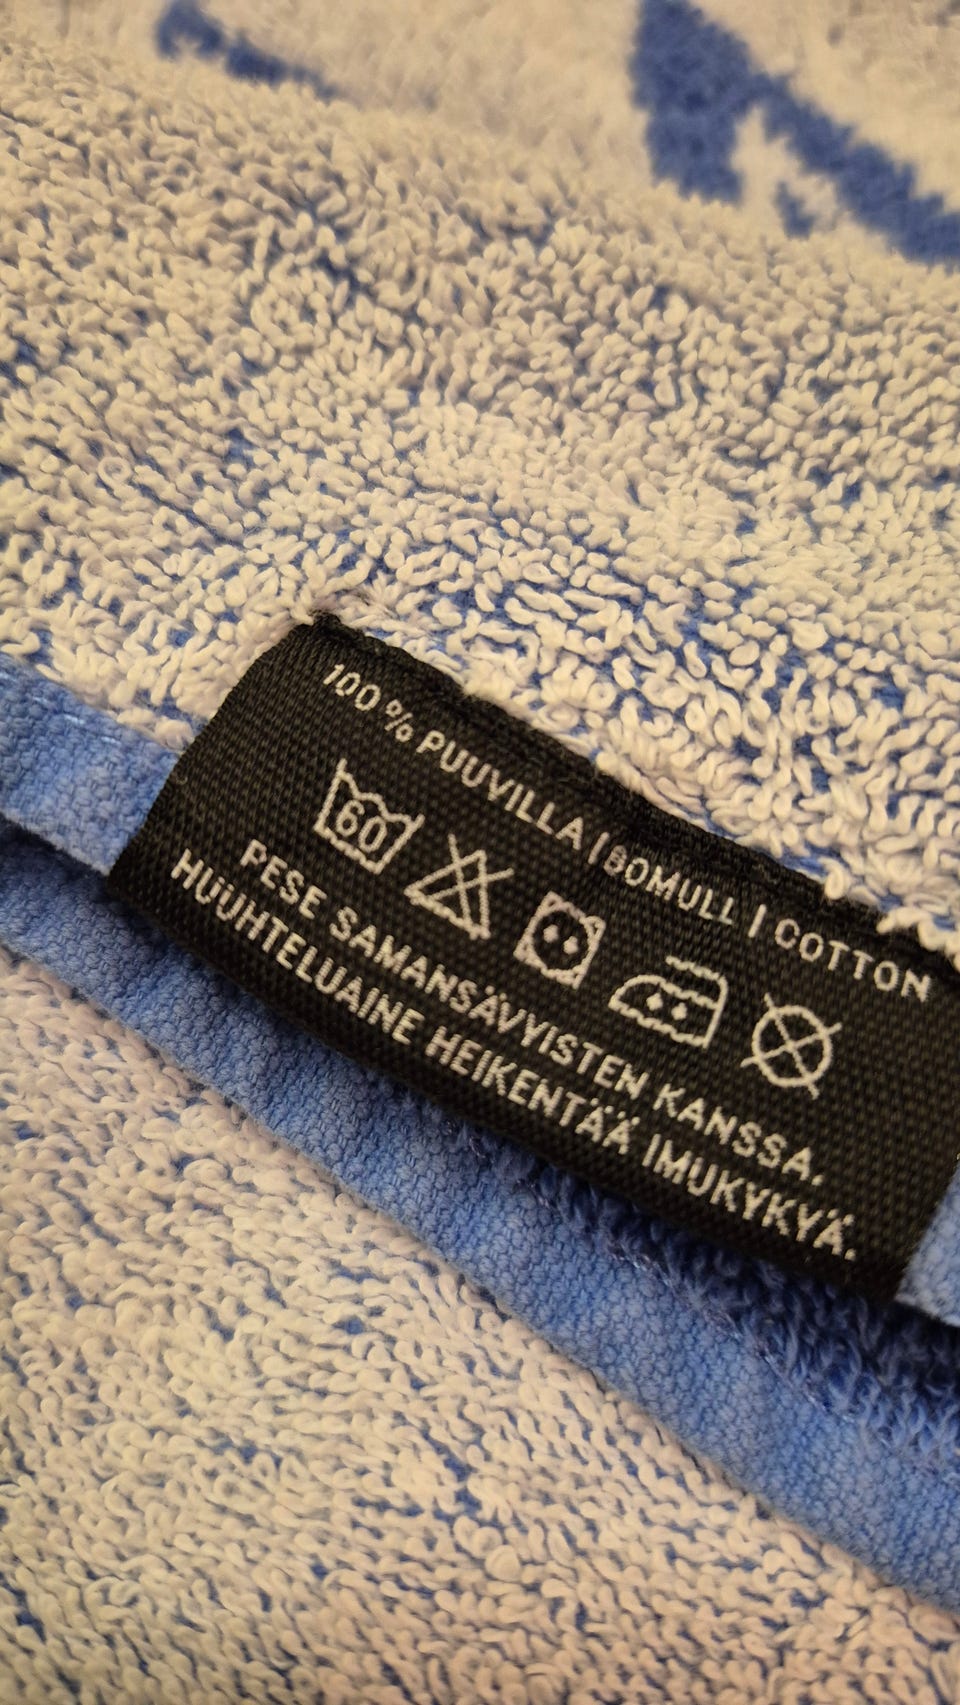 100 % PUUVILLA | BOMULL | COTTON
60
PESE SAMANSÄVYISTEN KANSSA.
HUUHTELUAINE HEIKENTÄÄ IMUKYKYÄ.